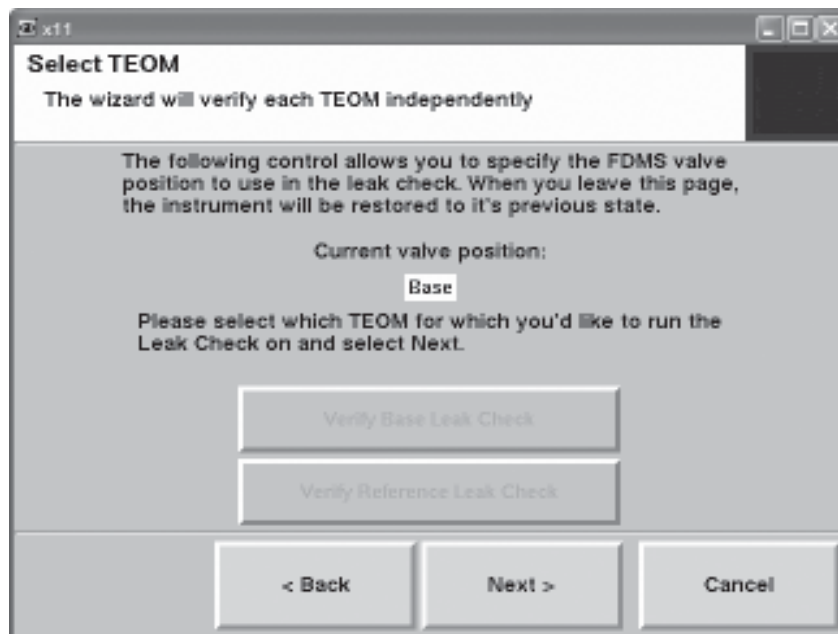 x11
Select TEOM
The wizard will verify each TEOM independently
The following control allows you to specify the FDMS valve
position to use in the leak check. When you leave this page,
the instrument will be restored to it's previous state.
Current valve position:
Base
Please select which TEOM for which you'd like to run the
Leak Check on and select Next.
Verify Base Leak Check
Verify Reference Leak Check
< Back
Next >
Cancel